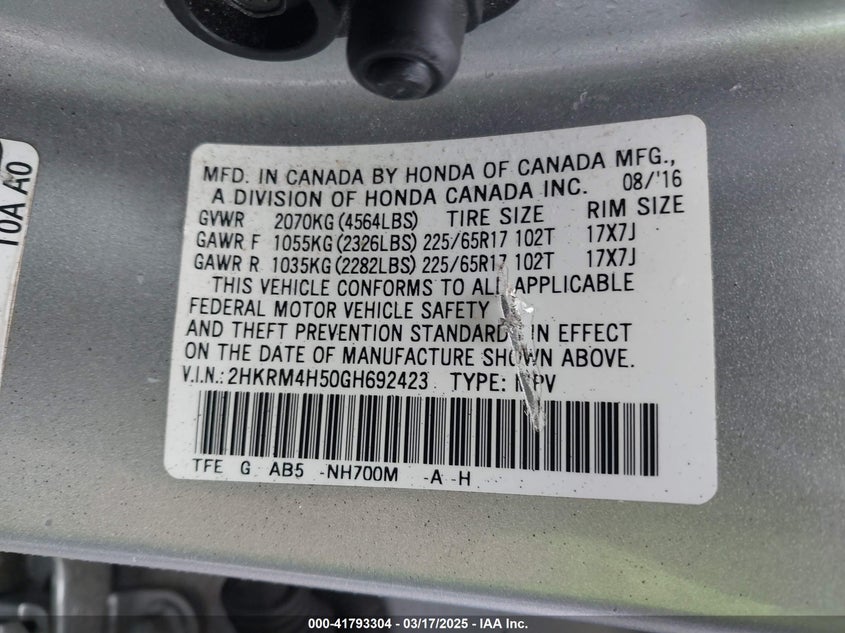 10A A0
MFD. IN CANADA BY HONDA OF CANADA MFG.,
A DIVISION OF HONDA CANADA INC. 08/'16
GVWR 2070KG (4564LBS) TIRE SIZE RIM SIZE
GAWR F 1055KG (2326LBS) 225/65R17 102T 17X7J
GAWR R 1035KG (2282LBS) 225/65R17 102T 17X7J
THIS VEHICLE CONFORMS TO ALL APPLICABLE
FEDERAL MOTOR VEHICLE SAFETY
AND THEFT PREVENTION STANDARDS IN EFFECT
ON THE DATE OF MANUFACTURE SHOWN ABOVE.
V.I.N.: 2HKRM4H50GH692423 TYPE: MPV
TFE G AB5 -NH700M -A -H
000-41793304 | 03/17/2025 - IAA Inc.